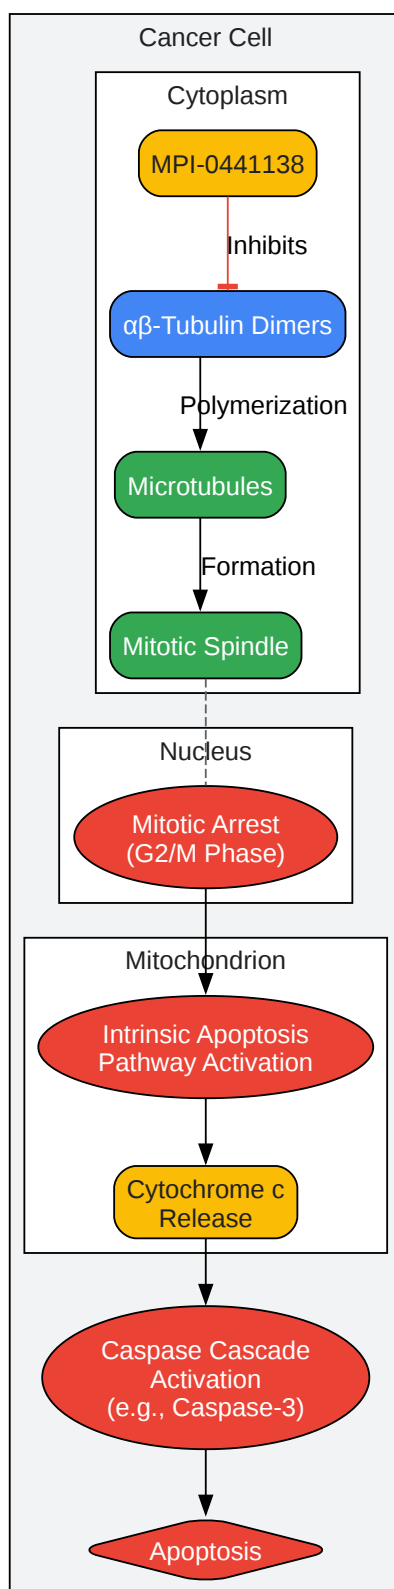 Cancer Cell
Cytoplasm
MPI-0441138
Inhibits
αβ-Tubulin Dimers
Polymerization
Microtubules
Formation
Mitotic Spindle
Nucleus
Mitotic Arrest
(G2/M Phase)
Mitochondrion
Intrinsic Apoptosis
Pathway Activation
Cytochrome c
Release
Caspase Cascade
Activation
(e.g., Caspase-3)
Apoptosis